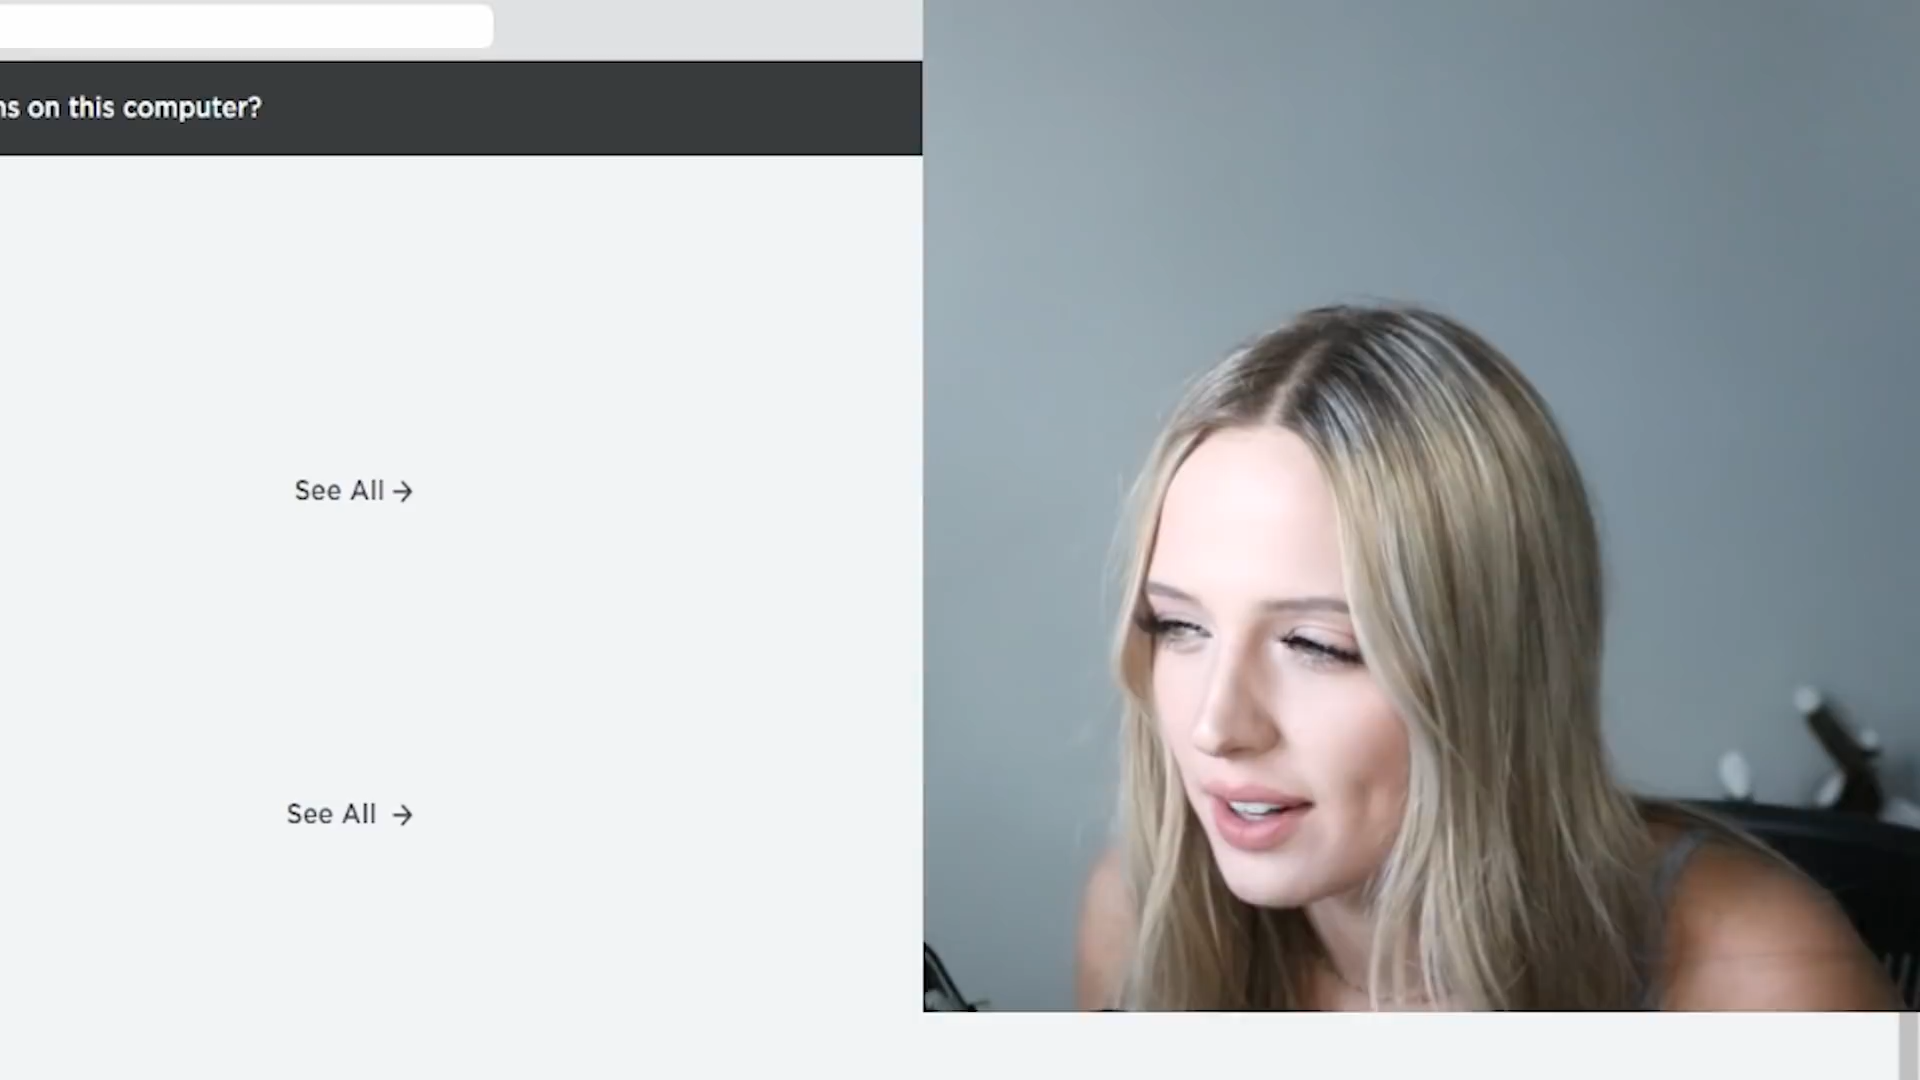 on this computer?
See All →
See All →